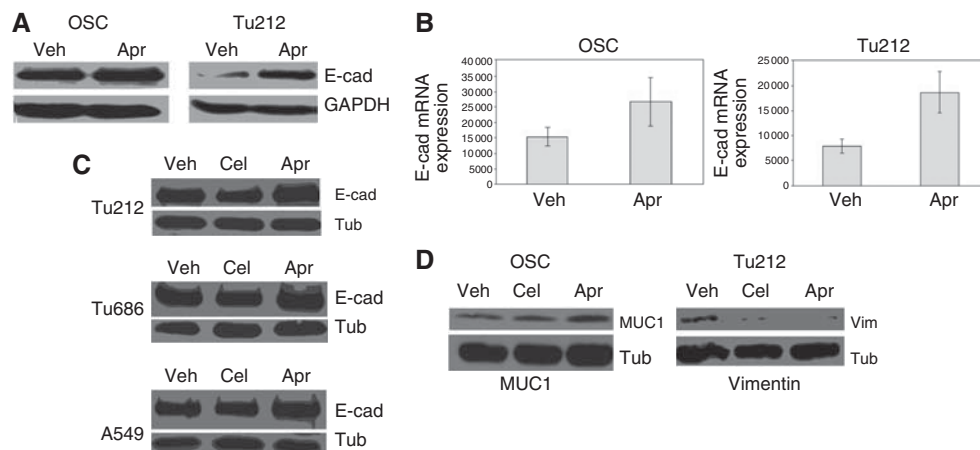 A
OSC
Tu212
Veh Apr
Veh Apr
E-cad
GAPDH
B
OSC
E-cad mRNA
expression
40 000
35 000
30 000
25 000
20 000
15 000
10 000
5000
0
Veh
Apr
Tu212
E-cad mRNA
expression
25 000
20 000
15 000
10 000
5000
0
Veh
Apr
C
Veh Cel Apr
Tu212
E-cad
Tub
Veh Cel Apr
Tu686
E-cad
Tub
Veh Cel Apr
A549
E-cad
Tub
D
OSC
Veh Cel Apr
MUC1
Tub
MUC1
Tu212
Veh Cel Apr
Vim
Tub
Vimentin